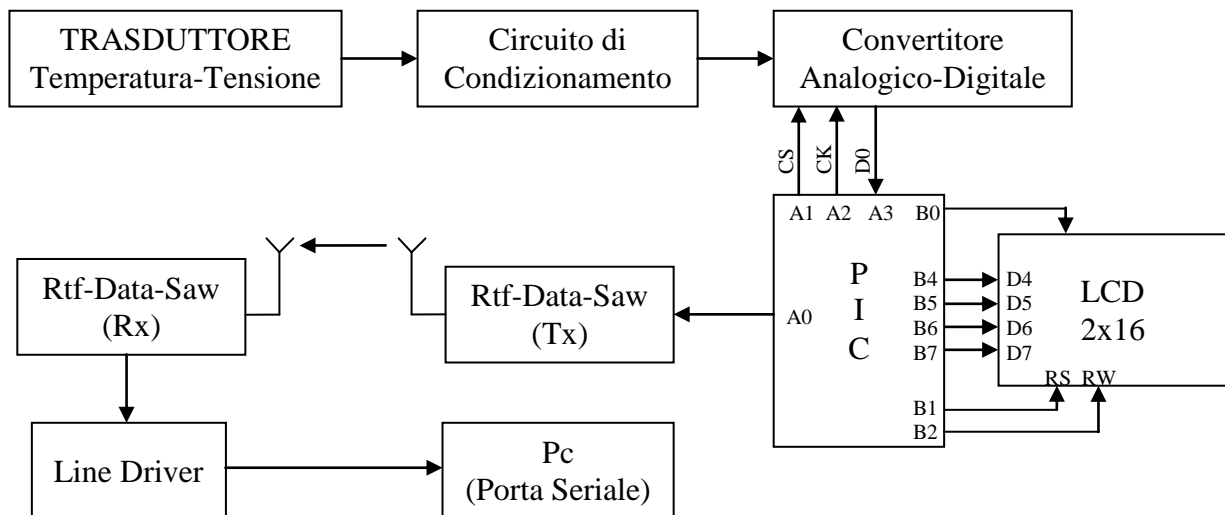 TRASDUTTORE
Temperatura-Tensione
Circuito di
Condizionamento
Convertitore
Analogico-Digitale
CS
CK
D0
A1
A2
A3
B0
P
I
C
A0
B4
B5
B6
B7
B1
B2
D4
D5
D6
D7
LCD
2x16
RS
RW
Rtf-Data-Saw
(Rx)
Rtf-Data-Saw
(Tx)
Line Driver
Pc
(Porta Seriale)